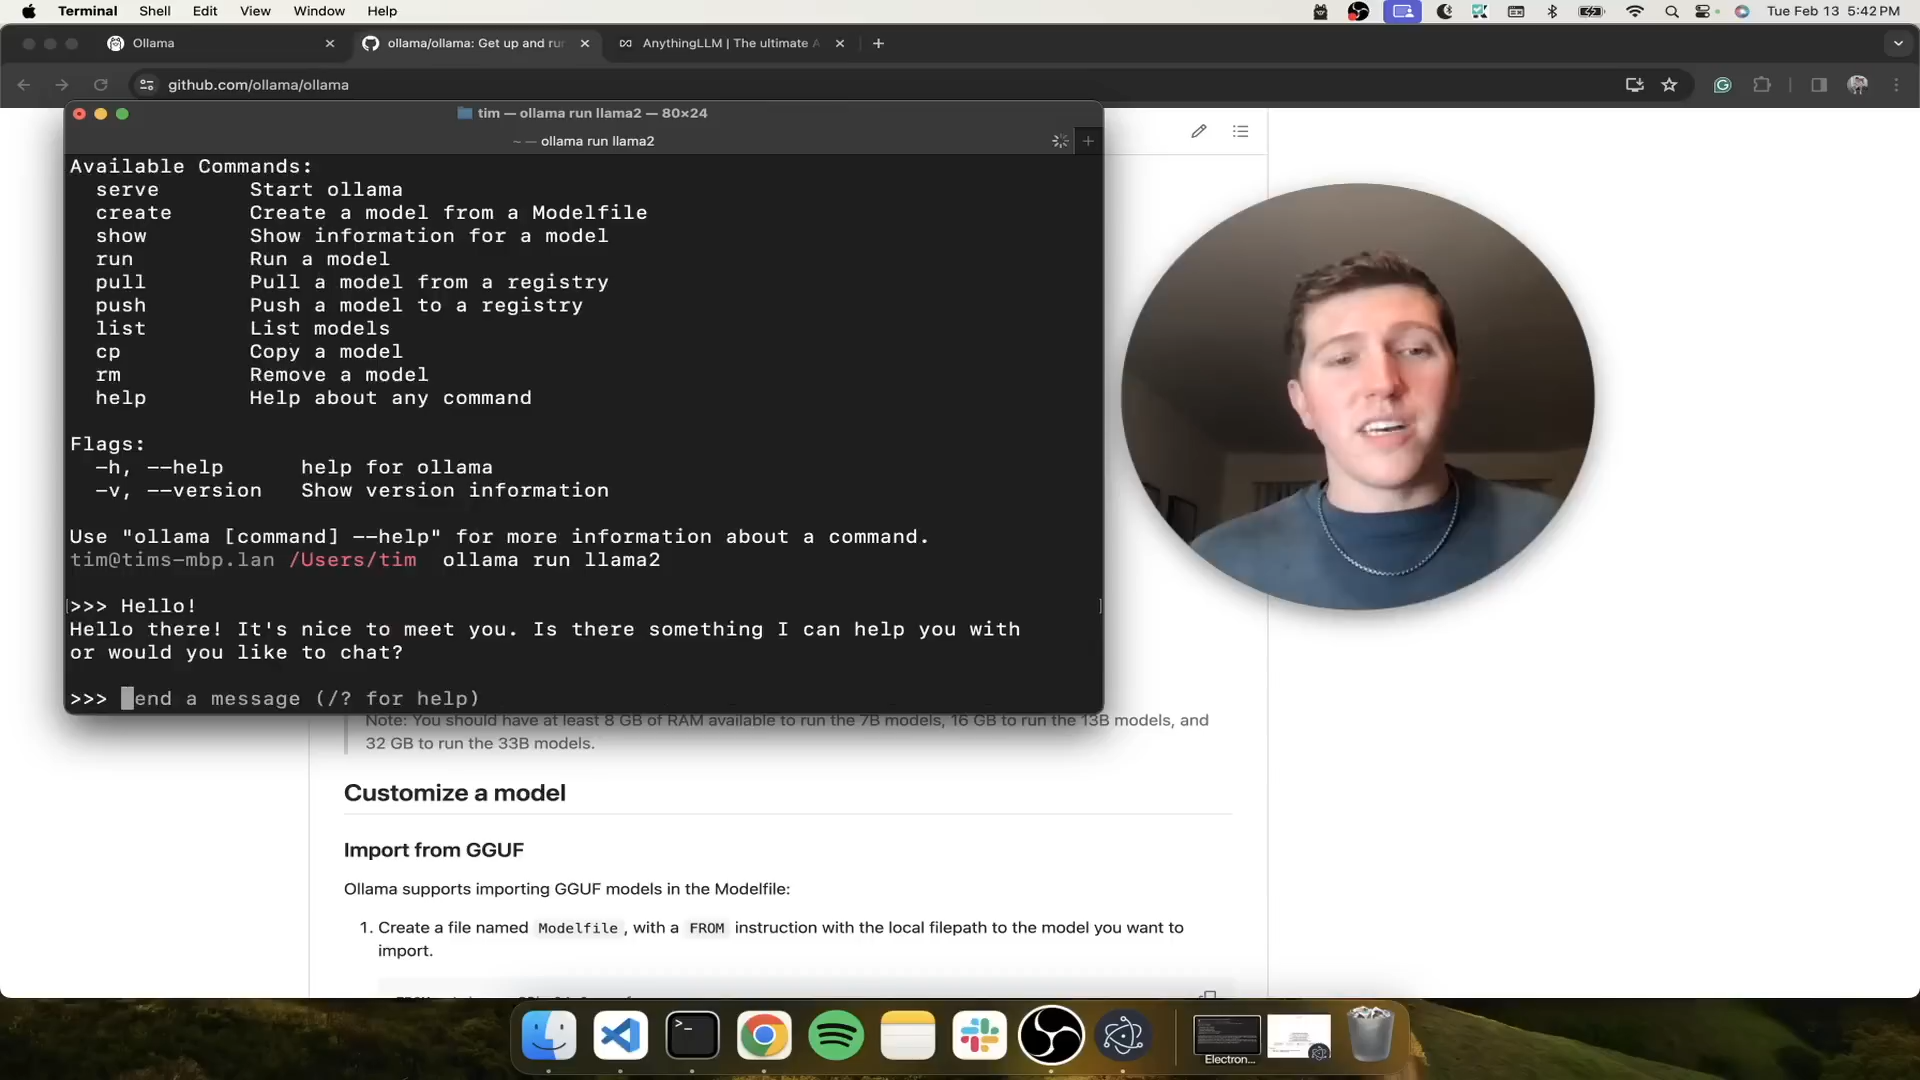 Terminal Shell Edit View Window Help Tue Feb 13 5:42 PM
Ollama ollama/ollama: Get up and ru AnythingLLM | The ultimate A
github.com/ollama/ollama
tim — ollama run llama2 — 80×24
~ — ollama run llama2
Available Commands:
serve Start ollama
create Create a model from a Modelfile
show Show information for a model
run Run a model
pull Pull a model from a registry
push Push a model to a registry
list List models
cp Copy a model
rm Remove a model
help Help about any command
Flags:
-h, --help help for ollama
-v, --version Show version information
Use "ollama [command] --help" for more information about a command.
tim@tims-mbp.lan /Users/tim ollama run llama2
>>> Hello!
Hello there! It's nice to meet you. Is there something I can help you with
or would you like to chat?
>>> end a message (/? for help)
Note: You should have at least 8 GB of RAM available to run the 7B models, 16 GB to run the 13B models, and
32 GB to run the 33B models.
Customize a model
Import from GGUF
Ollama supports importing GGUF models in the Modelfile:
1. Create a file named Modelfile, with a FROM instruction with the local filepath to the model you want to
import.
Electron...